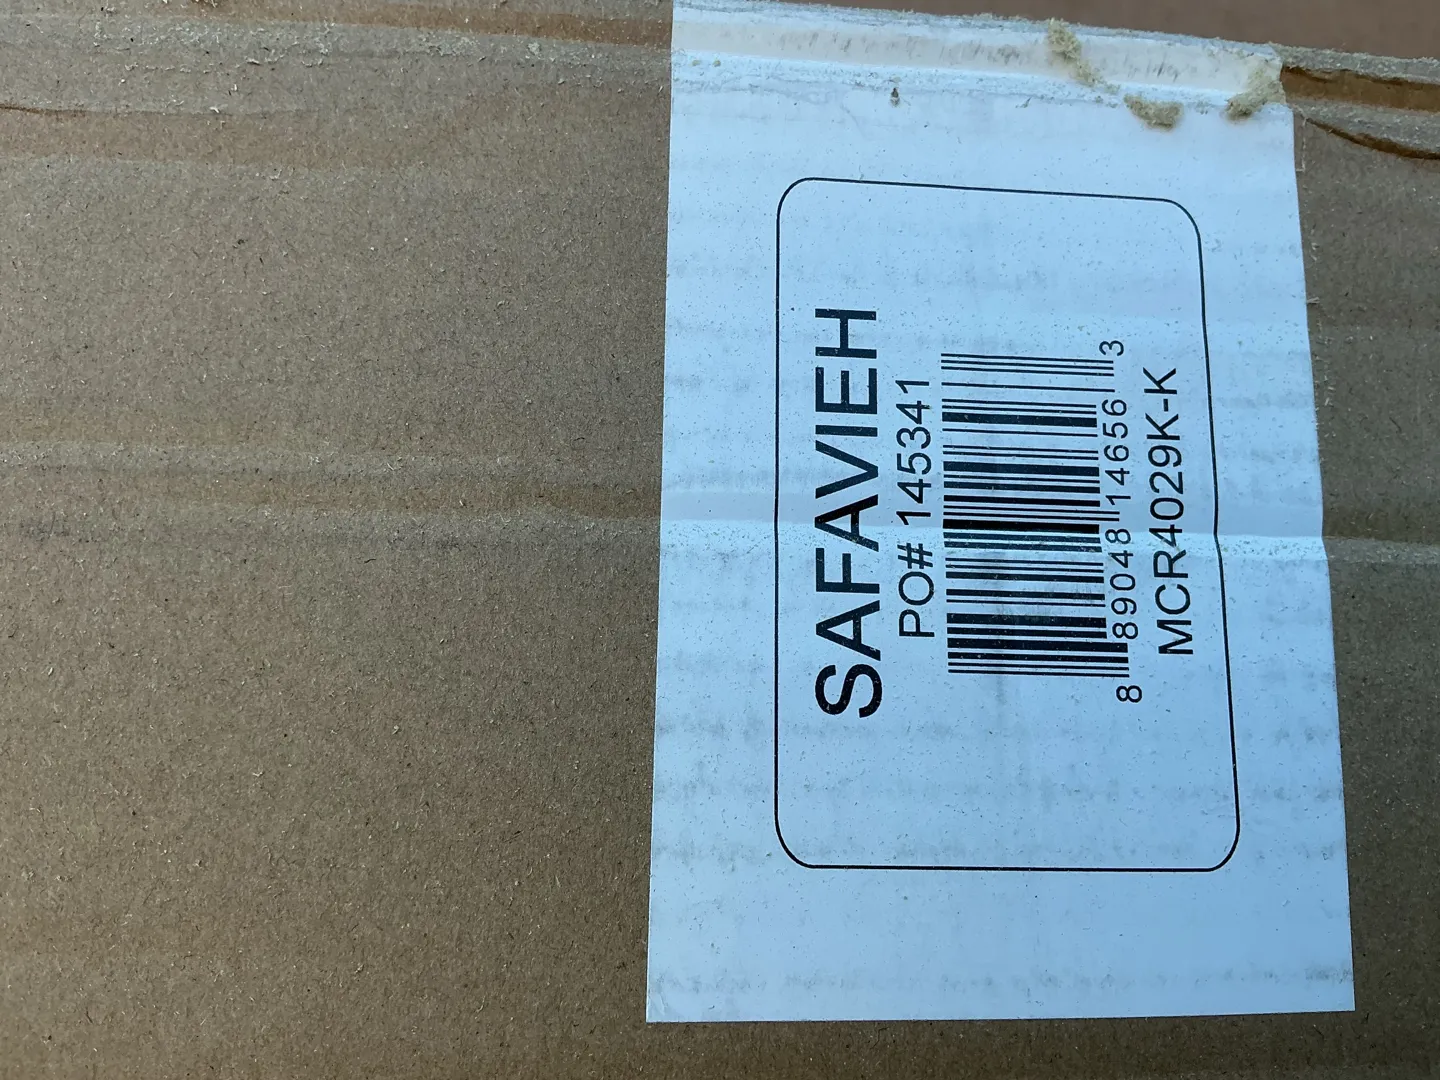 SAFAVIEH
PO# 145341
8 89048 14656 3
MCR4029K-K